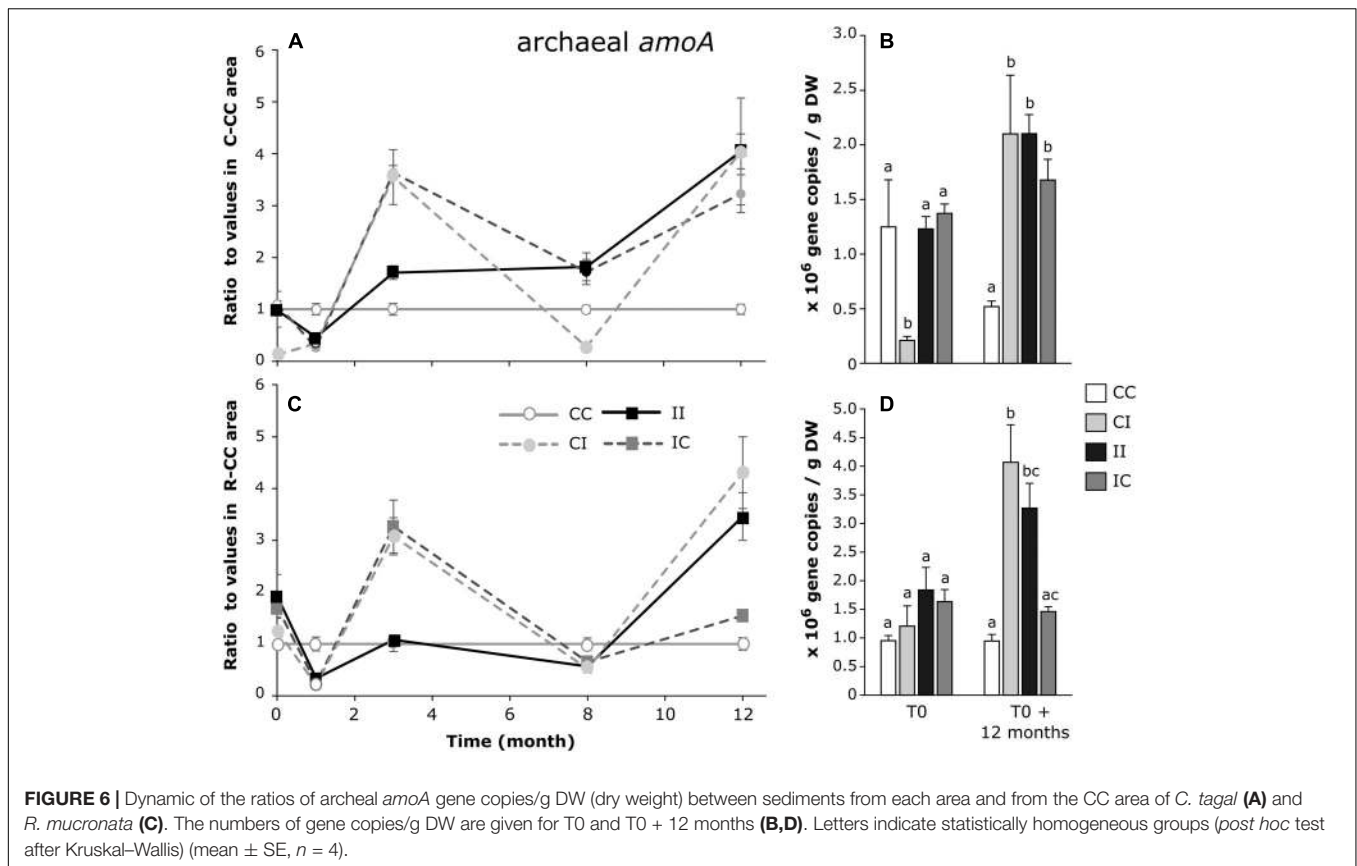 A
archaeal amoA
6
5
4
3
2
1
0
Ratio to values in C-CC area
B
3.0
2.5
2.0
1.5
1.0
0.5
0
x 10⁶ gene copies / g DW
a
b
a
a
a
b
b
b
C
6
5
4
3
2
1
0
Ratio to values in R-CC area
CC
II
CI
IC
0
2
4
6
8
10
12
Time (month)
D
5.0
4.5
4.0
3.5
3.0
2.5
2.0
1.5
1.0
0.5
0
x 10⁶ gene copies / g DW
a
a
a
a
a
b
bc
ac
T0
T0 +
12 months
CC
CI
II
IC
FIGURE 6 | Dynamic of the ratios of archeal amoA gene copies/g DW (dry weight) between sediments from each area and from the CC area of C. tagal (A) and
R. mucronata (C). The numbers of gene copies/g DW are given for T0 and T0 + 12 months (B,D). Letters indicate statistically homogeneous groups (post hoc test
after Kruskal–Wallis) (mean ± SE, n = 4).